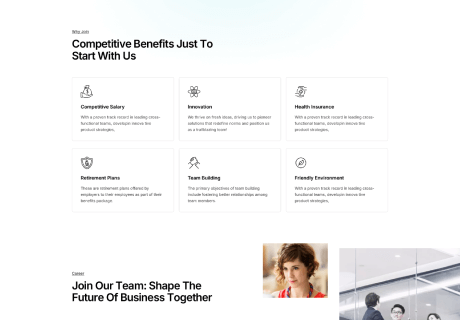 Why Join
Competitive Benefits Just To
Start With Us
Competitive Salary
With a proven track record in leading cross-
functional teams, developin movos tive
product strategies,
Innovation
We thrive on fresh ideas, driving us to pioneer
solutions that redefine norms and position us
as a trailblazing travel
Health Insurance
With a proven track record in leading cross-
functional teams, developin movos tive
product strategies,
Retirement Plans
These are retirement plans offered by
employers to their employees as part of their
benefits package
Team Building
The primary objectives of team building
include fostering better relationships among
team members
Friendly Environment
With a proven track record in leading cross-
functional teams, developin movos tive
product strategies,
Career
Join Our Team: Shape The
Future Of Business Together